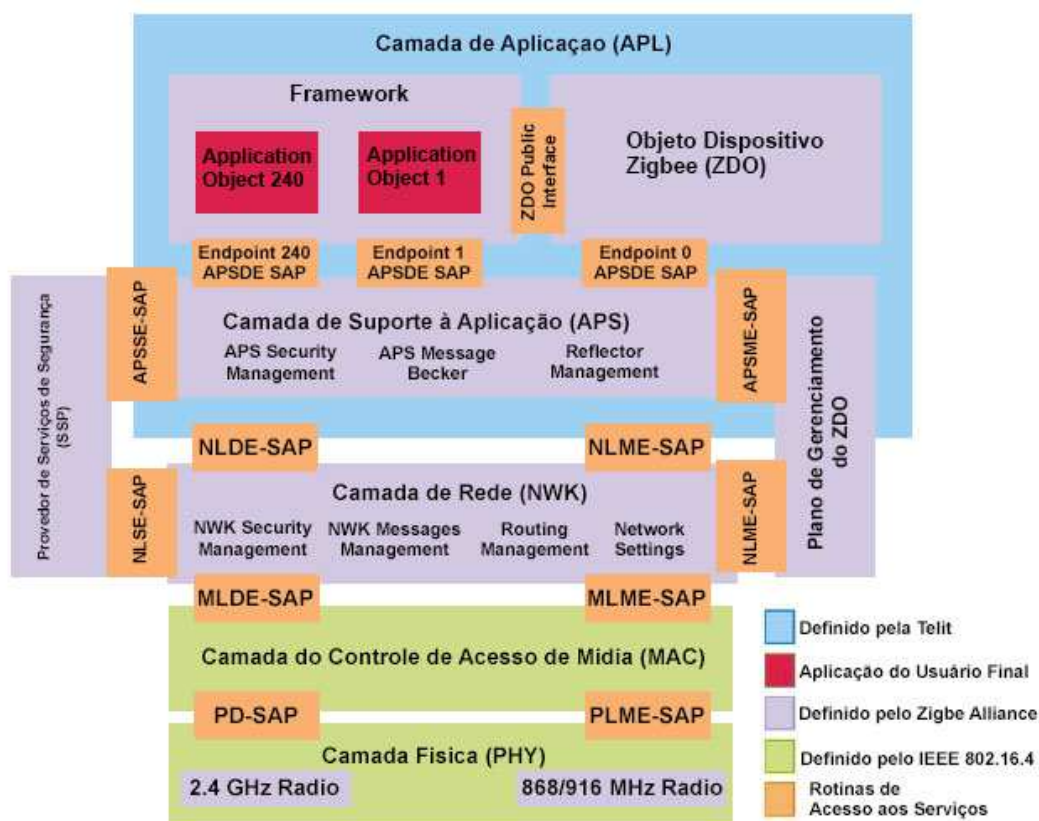 Camada de Aplicaçao (APL)
Framework
Application
Object 240
Application
Object 1
ZDO Public
Interface
Objeto Dispositivo
Zigbee (ZDO)
Endpoint 240
APSDE SAP
Endpoint 1
APSDE SAP
Endpoint 0
APSDE SAP
Provedor de Serviços de Segurança
(SSP)
APSSE-SAP
Camada de Suporte à Aplicação (APS)
APS Security
Management
APS Message
Becker
Reflector
Management
APSME-SAP
Plano de Gerenciamento
do ZDO
NLDE-SAP
NLME-SAP
NLSE-SAP
Camada de Rede (NWK)
NWK Security
Management
NWK Messages
Management
Routing
Management
Network
Settings
NLME-SAP
MLDE-SAP
MLME-SAP
Camada do Controle de Acesso de Midia (MAC)
PD-SAP
PLME-SAP
Camada Fisica (PHY)
2.4 GHz Radio
868/916 MHz Radio
Definido pela Telit
Aplicação do Usuário Final
Definido pelo Zigbe Alliance
Definido pelo IEEE 802.16.4
Rotinas de
Acesso aos Serviços